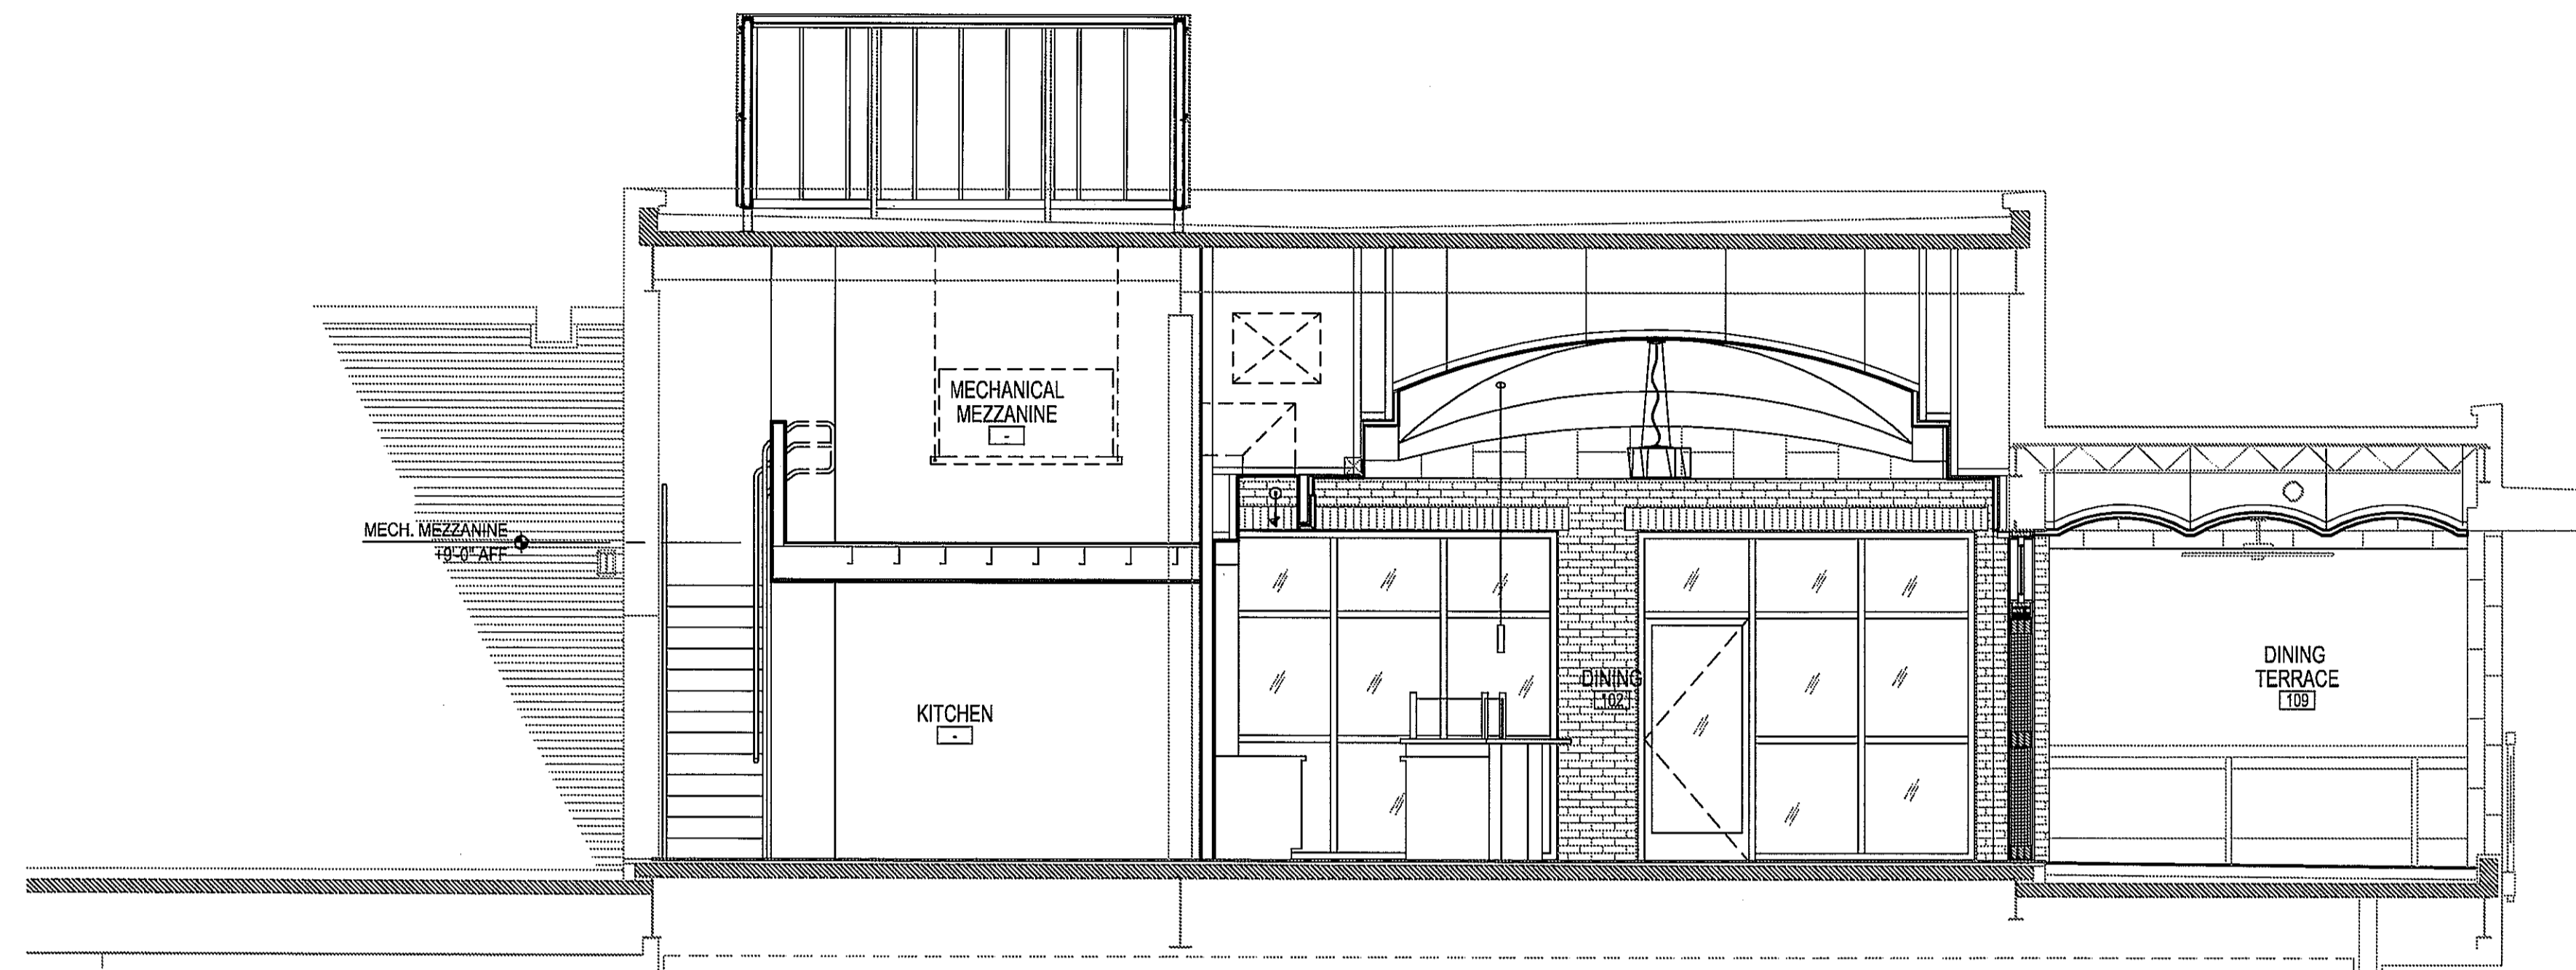 MECHANICAL
MEZZANINE
-
MECH. MEZZANINE
+9'-0" AFF
KITCHEN
-
DINING
102
DINING
TERRACE
109